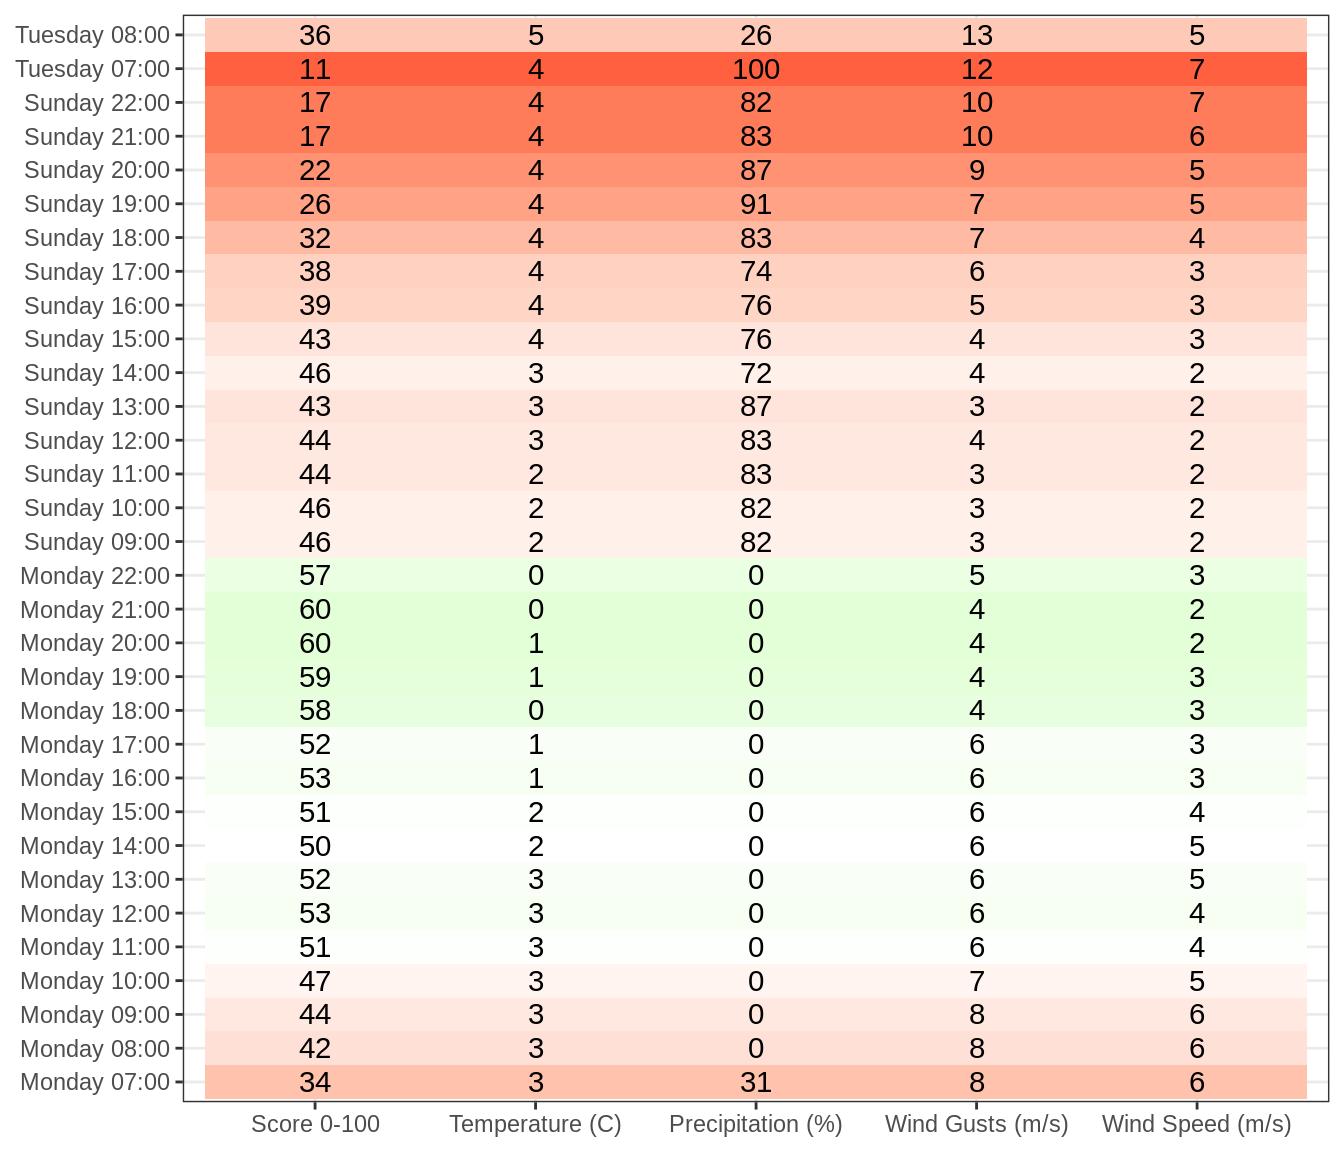 Tuesday 08:00 36 5 26 13 5
Tuesday 07:00 11 4 100 12 7
Sunday 22:00 17 4 82 10 7
Sunday 21:00 17 4 83 10 6
Sunday 20:00 22 4 87 9 5
Sunday 19:00 26 4 91 7 5
Sunday 18:00 32 4 83 7 4
Sunday 17:00 38 4 74 6 3
Sunday 16:00 39 4 76 5 3
Sunday 15:00 43 4 76 4 3
Sunday 14:00 46 3 72 4 2
Sunday 13:00 43 3 87 3 2
Sunday 12:00 44 3 83 4 2
Sunday 11:00 44 2 83 3 2
Sunday 10:00 46 2 82 3 2
Sunday 09:00 46 2 82 3 2
Monday 22:00 57 0 0 5 3
Monday 21:00 60 0 0 4 2
Monday 20:00 60 1 0 4 2
Monday 19:00 59 1 0 4 3
Monday 18:00 58 0 0 4 3
Monday 17:00 52 1 0 6 3
Monday 16:00 53 1 0 6 3
Monday 15:00 51 2 0 6 4
Monday 14:00 50 2 0 6 5
Monday 13:00 52 3 0 6 5
Monday 12:00 53 3 0 6 4
Monday 11:00 51 3 0 6 4
Monday 10:00 47 3 0 7 5
Monday 09:00 44 3 0 8 6
Monday 08:00 42 3 0 8 6
Monday 07:00 34 3 31 8 6
Score 0-100 Temperature (C) Precipitation (%) Wind Gusts (m/s) Wind Speed (m/s)